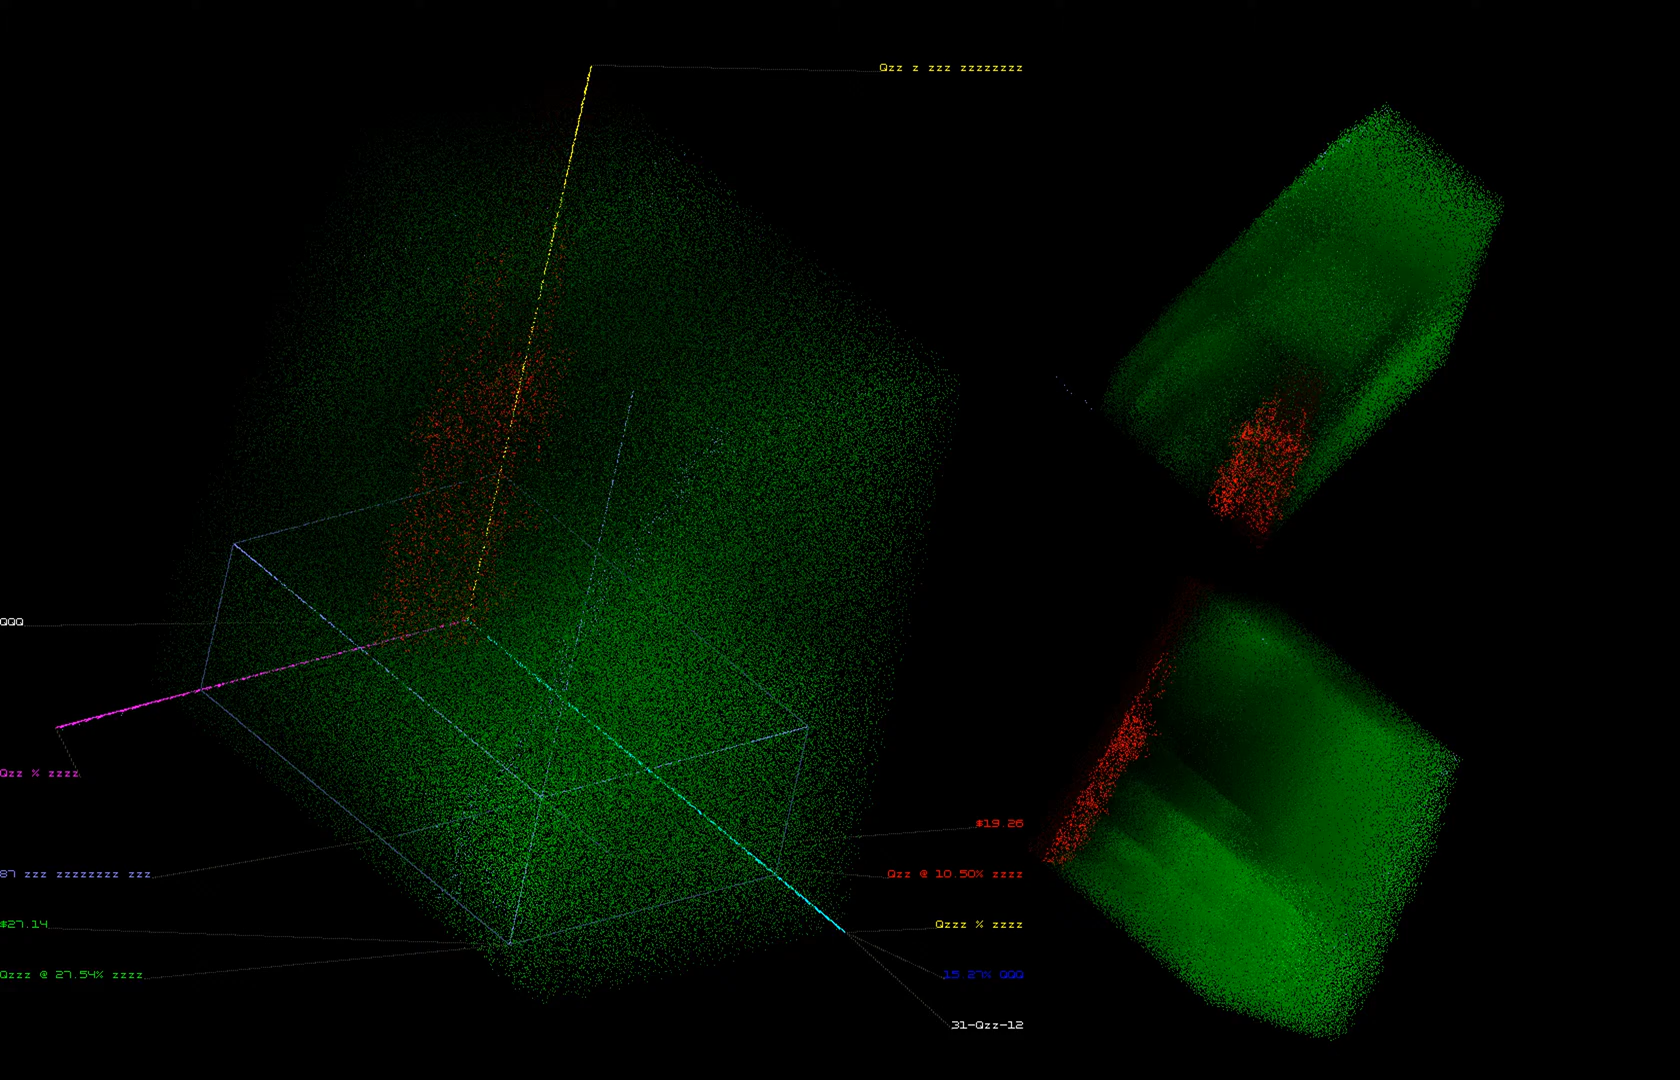 Qzz z zzz zzzzzzzz
QQQ
Qzz % zzzz
$19.26
87 zzz zzzzzzzz zzz
Qzz @ 10.50% zzzz
$27.14
Qzzz % zzzz
Qzzz @ 27.54% zzzz
15.27% QQQ
31-Qzz-12